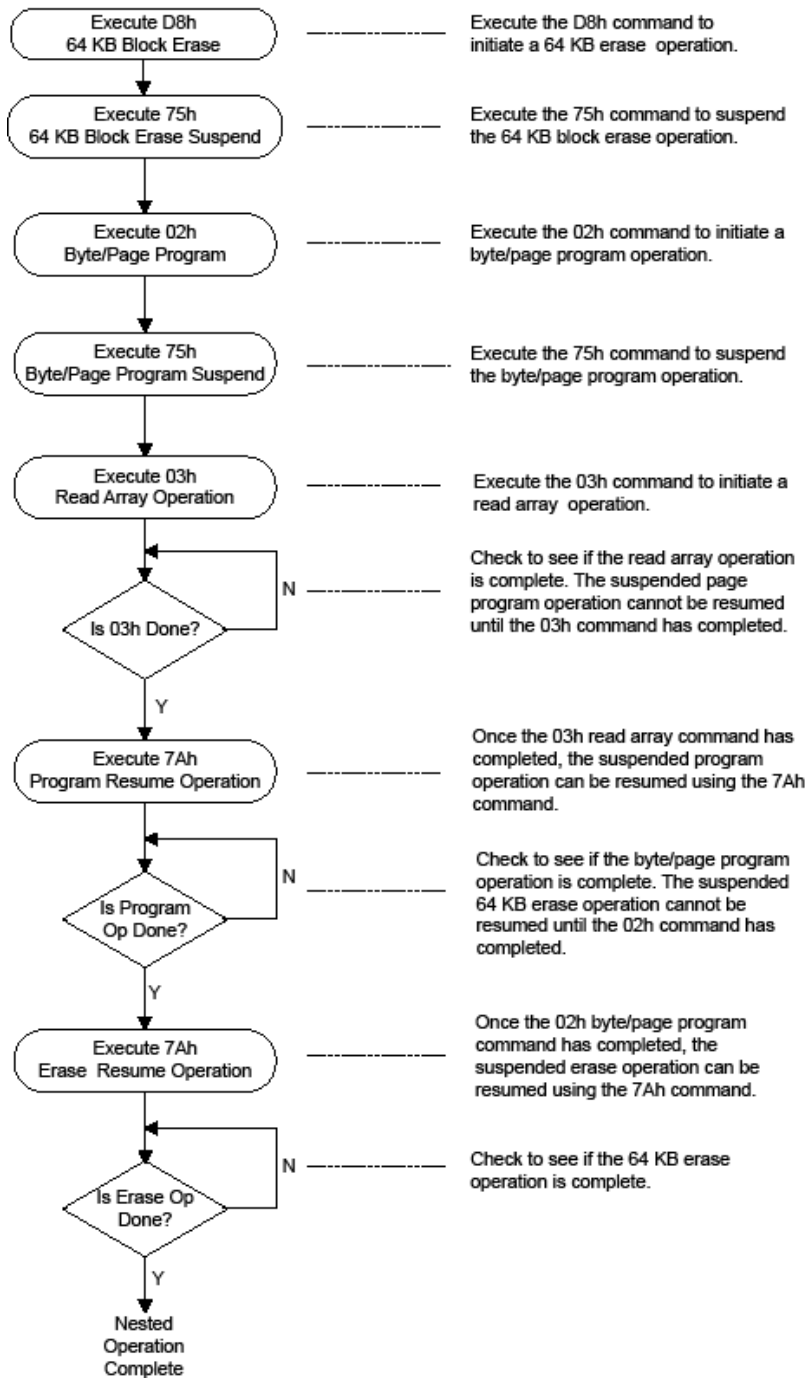 Execute D8h
64 KB Block Erase
Execute the D8h command to
initiate a 64 KB erase operation.
Execute 75h
64 KB Block Erase Suspend
Execute the 75h command to suspend
the 64 KB block erase operation.
Execute 02h
Byte/Page Program
Execute the 02h command to initiate a
byte/page program operation.
Execute 75h
Byte/Page Program Suspend
Execute the 75h command to suspend
the byte/page program operation.
Execute 03h
Read Array Operation
Execute the 03h command to initiate a
read array operation.
Is 03h Done?
N
Y
Check to see if the read array operation
is complete. The suspended page
program operation cannot be resumed
until the 03h command has completed.
Execute 7Ah
Program Resume Operation
Once the 03h read array command has
completed, the suspended program
operation can be resumed using the 7Ah
command.
Is Program
Op Done?
N
Y
Check to see if the byte/page program
operation is complete. The suspended
64 KB erase operation cannot be
resumed until the 02h command has
completed.
Execute 7Ah
Erase Resume Operation
Once the 02h byte/page program
command has completed, the
suspended erase operation can be
resumed using the 7Ah command.
Is Erase Op
Done?
N
Y
Check to see if the 64 KB erase
operation is complete.
Nested
Operation
Complete